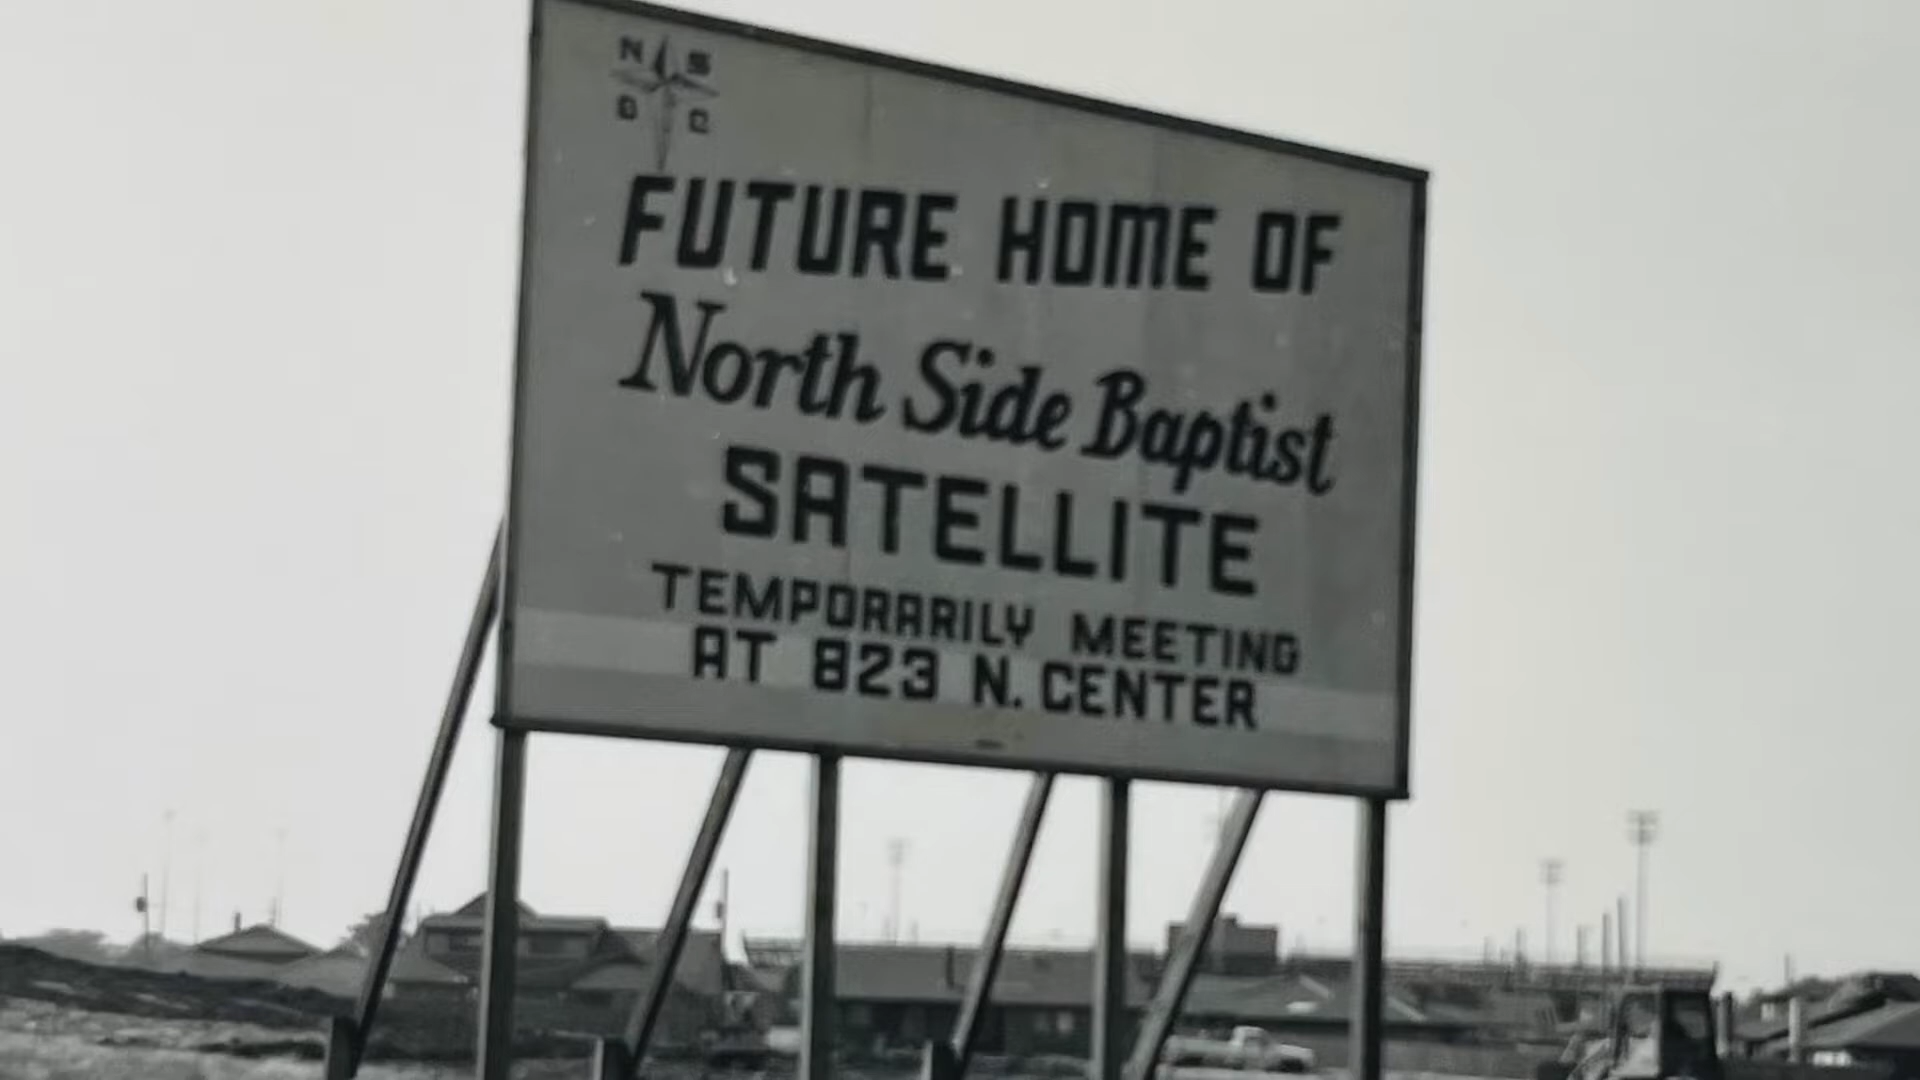 N S
B C
FUTURE HOME OF
North Side Baptist
SATELLITE
TEMPORARILY MEETING
AT 823 N. CENTER